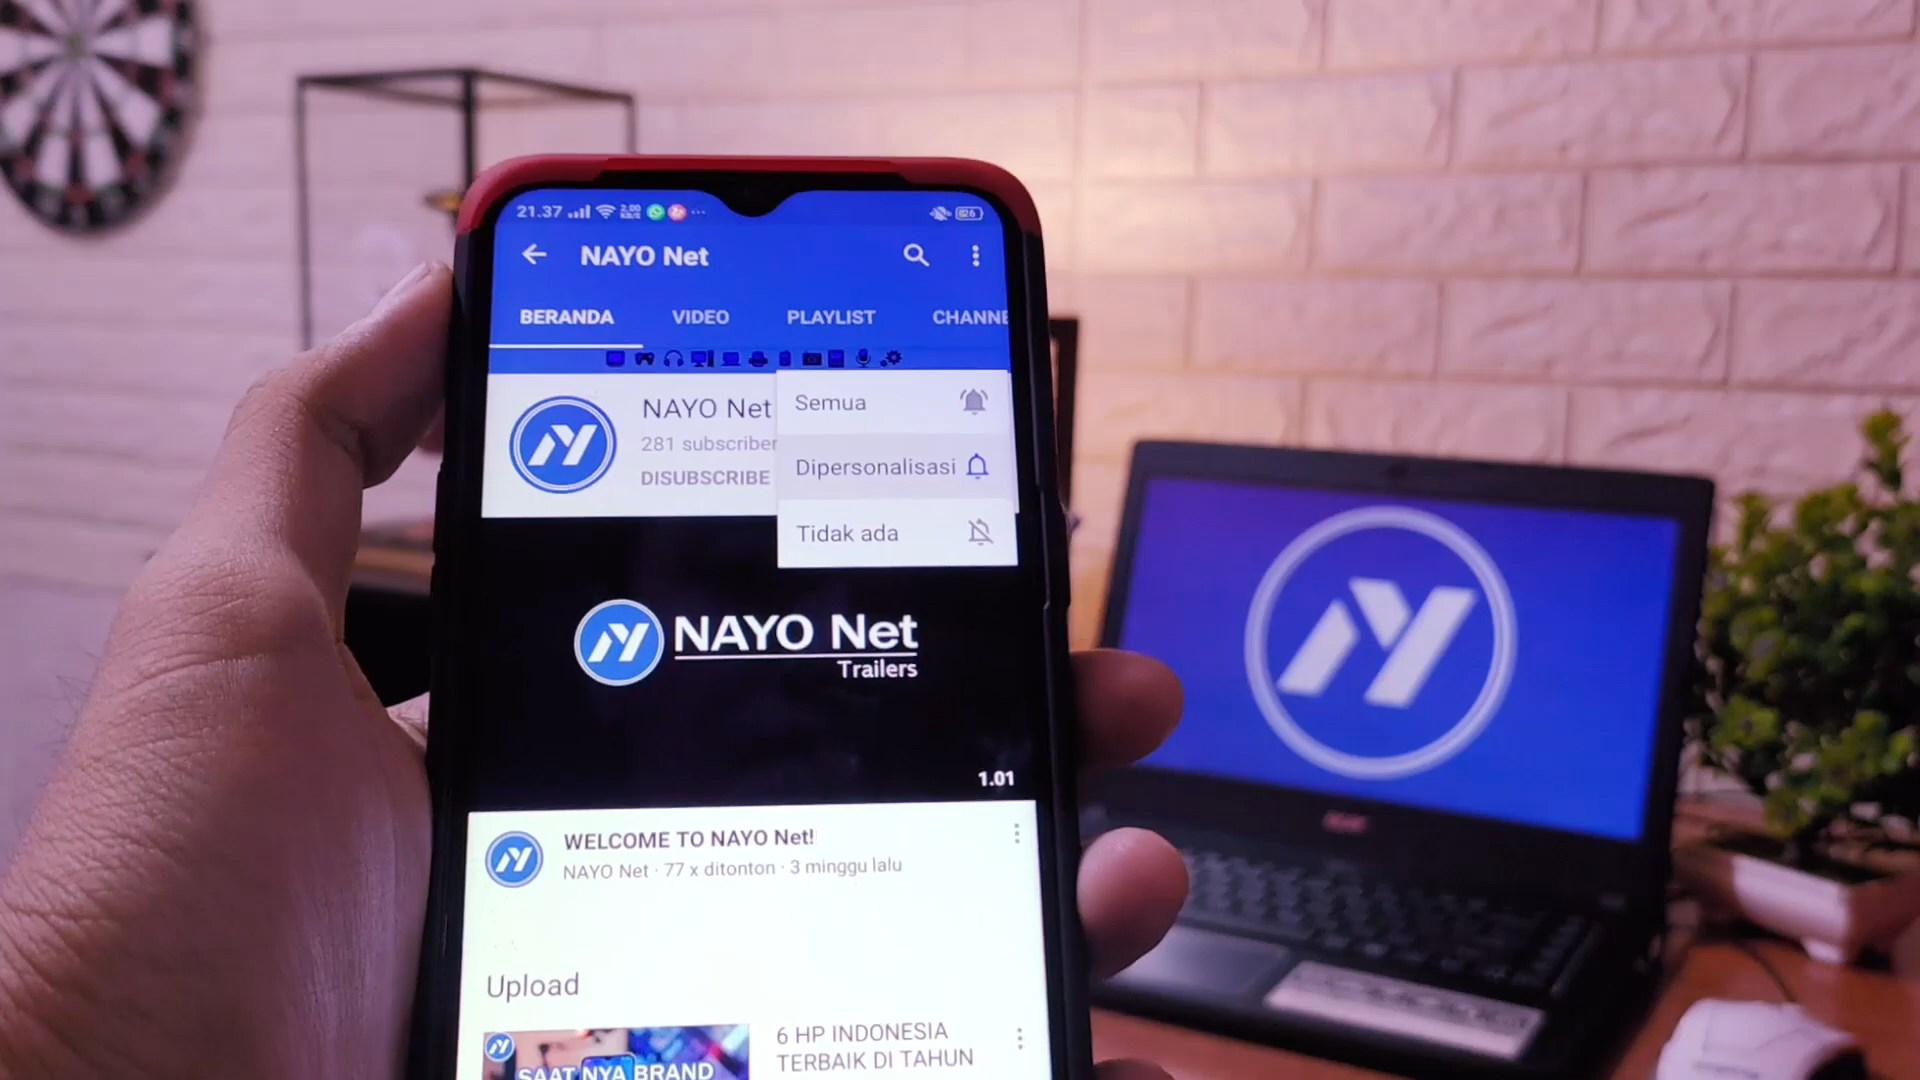 21.37
NAYO Net
BERANDA VIDEO PLAYLIST CHANNE
NAYO Net
281 subscriber
DISUBSCRIBE
Semua
Dipersonalisasi
Tidak ada
NAYO Net
Trailers
1.01
WELCOME TO NAYO Net!
NAYO Net · 77 x ditonton · 3 minggu lalu
Upload
6 HP INDONESIA
TERBAIK DI TAHUN
SAAT NYA BRAND